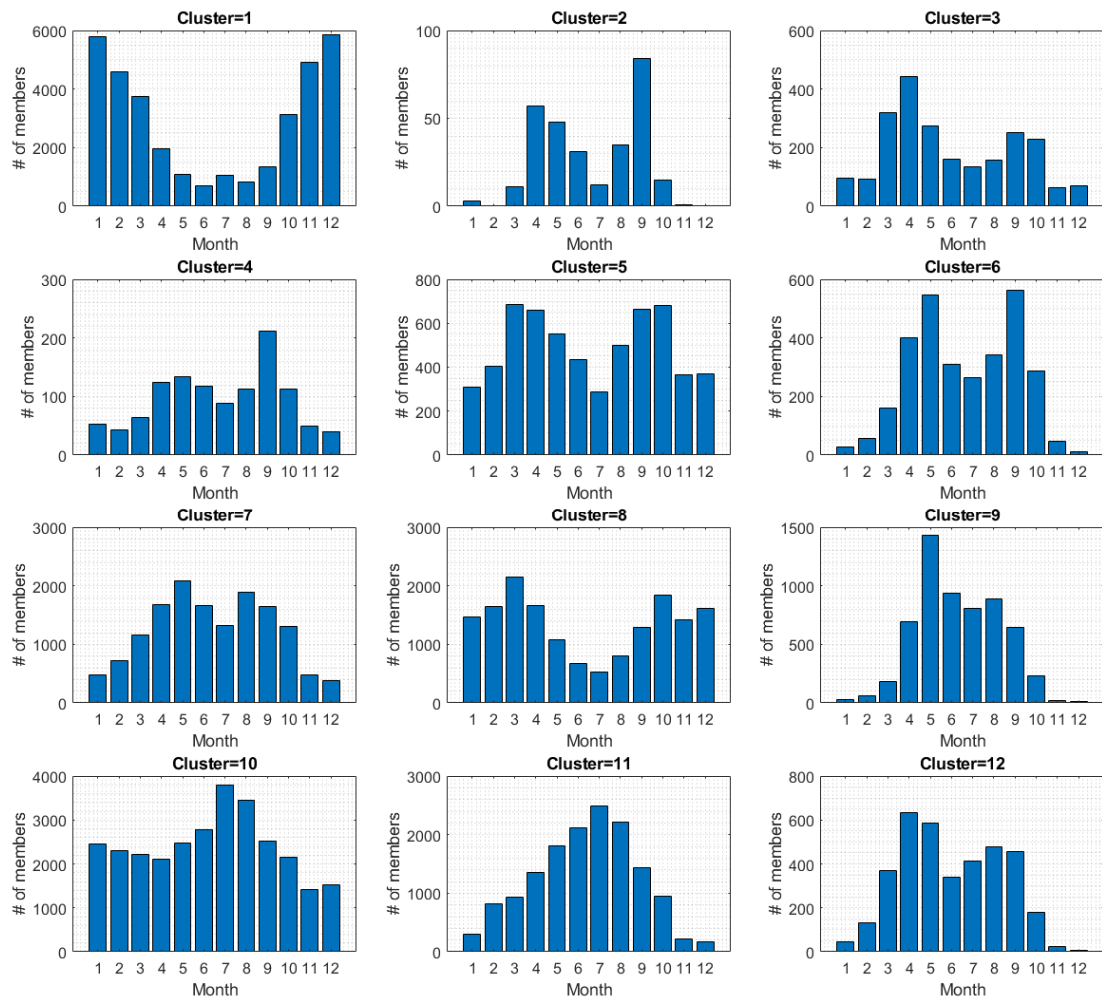 Cluster=1
6000
4000
2000
0
# of members
1 2 3 4 5 6 7 8 9 10 11 12
Month
Cluster=2
100
50
0
# of members
1 2 3 4 5 6 7 8 9 10 11 12
Month
Cluster=3
600
400
200
0
# of members
1 2 3 4 5 6 7 8 9 10 11 12
Month
Cluster=4
300
200
100
0
# of members
1 2 3 4 5 6 7 8 9 10 11 12
Month
Cluster=5
800
600
400
200
0
# of members
1 2 3 4 5 6 7 8 9 10 11 12
Month
Cluster=6
600
400
200
0
# of members
1 2 3 4 5 6 7 8 9 10 11 12
Month
Cluster=7
3000
2000
1000
0
# of members
1 2 3 4 5 6 7 8 9 10 11 12
Month
Cluster=8
3000
2000
1000
0
# of members
1 2 3 4 5 6 7 8 9 10 11 12
Month
Cluster=9
1500
1000
500
0
# of members
1 2 3 4 5 6 7 8 9 10 11 12
Month
Cluster=10
4000
3000
2000
1000
0
# of members
1 2 3 4 5 6 7 8 9 10 11 12
Month
Cluster=11
3000
2000
1000
0
# of members
1 2 3 4 5 6 7 8 9 10 11 12
Month
Cluster=12
800
600
400
200
0
# of members
1 2 3 4 5 6 7 8 9 10 11 12
Month